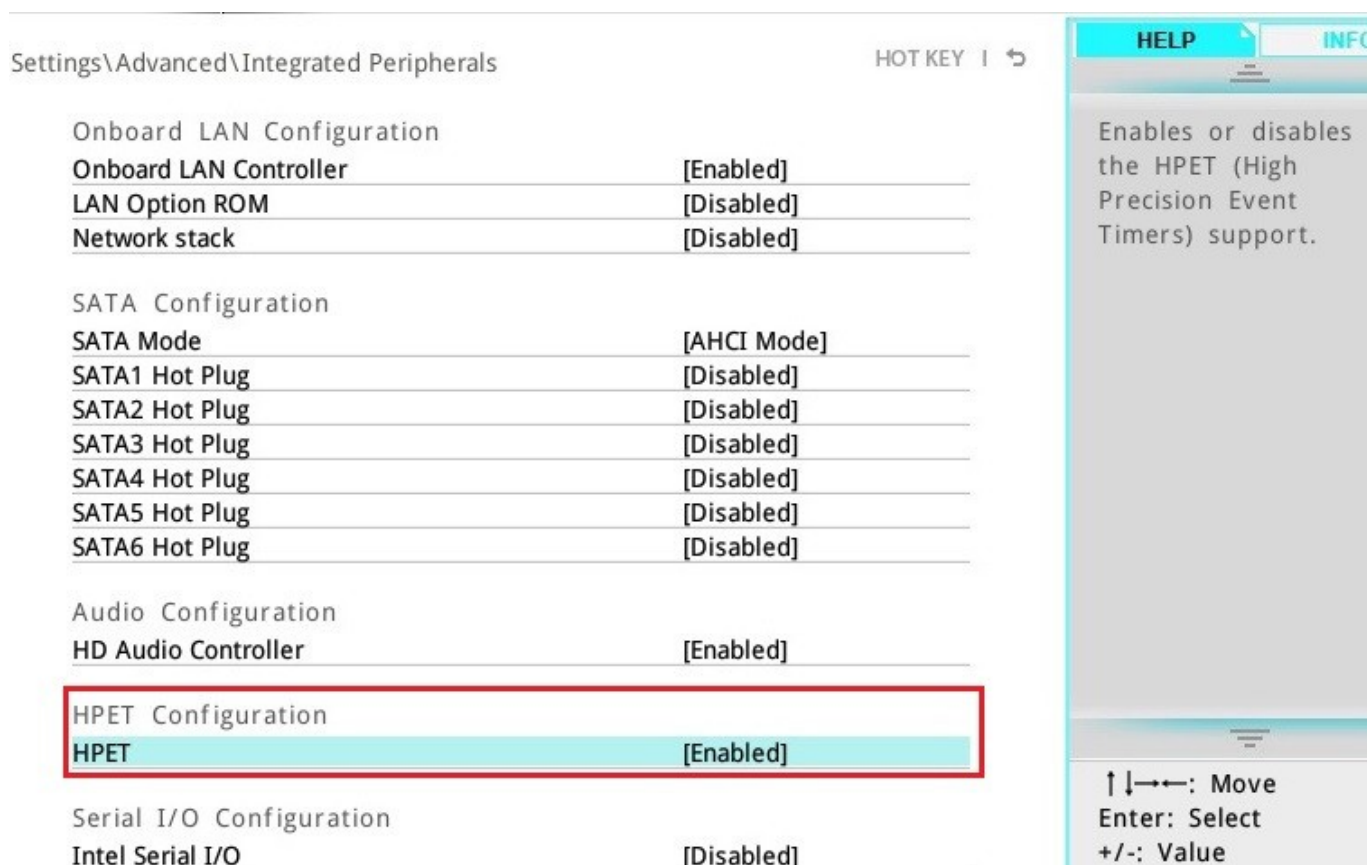 Settings\Advanced\Integrated Peripherals
HOT KEY
Onboard LAN Configuration
Onboard LAN Controller [Enabled]
LAN Option ROM [Disabled]
Network stack [Disabled]
SATA Configuration
SATA Mode [AHCI Mode]
SATA1 Hot Plug [Disabled]
SATA2 Hot Plug [Disabled]
SATA3 Hot Plug [Disabled]
SATA4 Hot Plug [Disabled]
SATA5 Hot Plug [Disabled]
SATA6 Hot Plug [Disabled]
Audio Configuration
HD Audio Controller [Enabled]
HPET Configuration
HPET [Enabled]
Serial I/O Configuration
Intel Serial I/O [Disabled]
HELP
INFO
Enables or disables
the HPET (High
Precision Event
Timers) support.
↑↓→←: Move
Enter: Select
+/-: Value